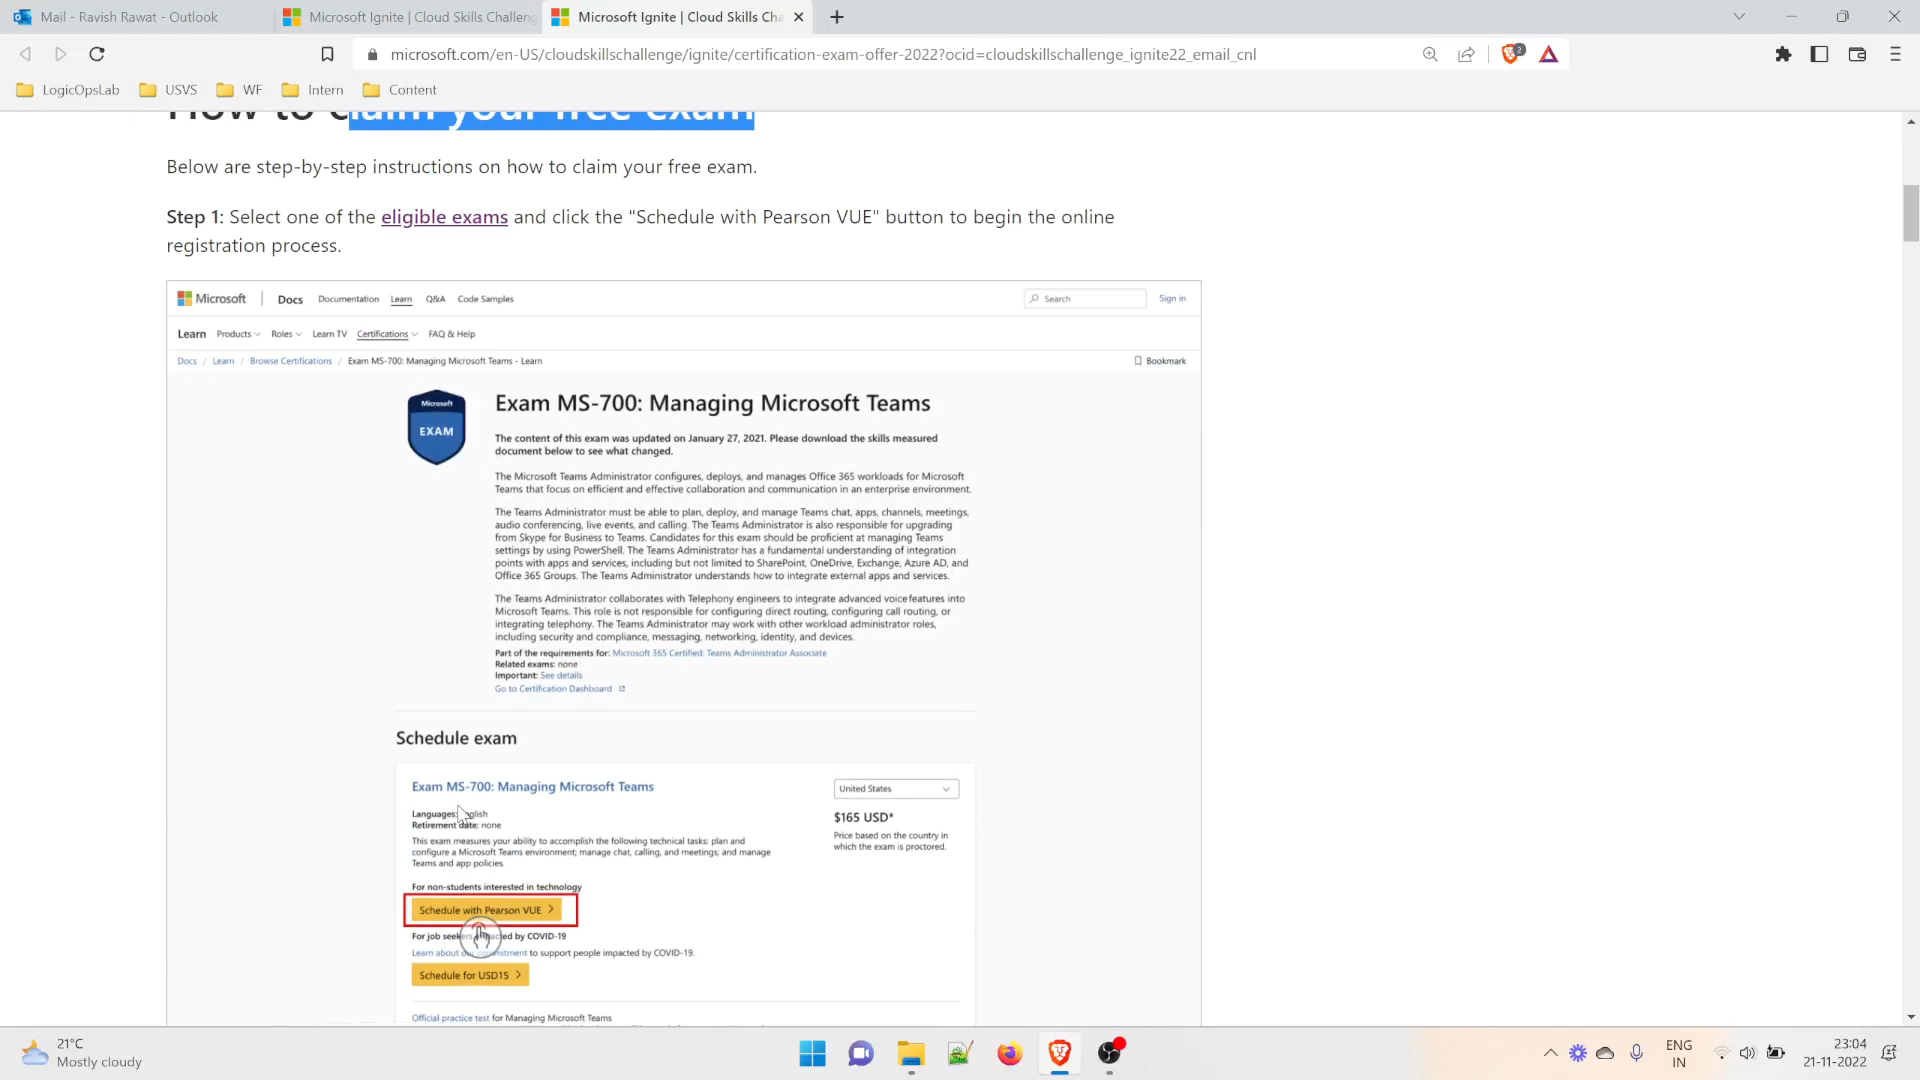 Mail - Ravish Rawat - Outlook
Microsoft Ignite | Cloud Skills Challeng
Microsoft Ignite | Cloud Skills Cha
microsoft.com/en-US/cloudskillschallenge/ignite/certification-exam-offer-2022?ocid=cloudskillschallenge_ignite22_email_cnl
2
LogicOpsLab
USVS
WF
Intern
Content
How to claim your free exam
Below are step-by-step instructions on how to claim your free exam.
Step 1: Select one of the eligible exams and click the "Schedule with Pearson VUE" button to begin the online
registration process.
Microsoft
Docs
Documentation
Learn
Q&A
Code Samples
Search
Sign in
Learn
Products
Roles
Learn TV
Certifications
FAQ & Help
Docs / Learn / Browse Certifications / Exam MS-700: Managing Microsoft Teams - Learn
Bookmark
Microsoft
EXAM
Exam MS-700: Managing Microsoft Teams
The content of this exam was updated on January 27, 2021. Please download the skills measured
document below to see what changed.
The Microsoft Teams Administrator configures, deploys, and manages Office 365 workloads for Microsoft
Teams that focus on efficient and effective collaboration and communication in an enterprise environment.
The Teams Administrator must be able to plan, deploy, and manage Teams chat, apps, channels, meetings,
audio conferencing, live events, and calling. The Teams Administrator is also responsible for upgrading
from Skype for Business to Teams. Candidates for this exam should be proficient at managing Teams
settings by using PowerShell. The Teams Administrator has a fundamental understanding of integration
points with apps and services, including but not limited to SharePoint, OneDrive, Exchange, Azure AD, and
Office 365 Groups. The Teams Administrator understands how to integrate external apps and services.
The Teams Administrator collaborates with Telephony engineers to integrate advanced voice features into
Microsoft Teams. This role is not responsible for configuring direct routing, configuring call routing, or
integrating telephony. The Teams Administrator may work with other workload administrator roles,
including security and compliance, messaging, networking, identity, and devices.
Part of the requirements for: Microsoft 365 Certified: Teams Administrator Associate
Related exams: none
Important: See details
Go to Certification Dashboard
Schedule exam
Exam MS-700: Managing Microsoft Teams
United States
Languages: English
Retirement date: none
$165 USD*
Price based on the country in
which the exam is proctored.
This exam measures your ability to accomplish the following technical tasks: plan and
configure a Microsoft Teams environment; manage chat, calling, and meetings; and manage
Teams and app policies.
For non-students interested in technology
Schedule with Pearson VUE
For job seekers impacted by COVID-19
Learn about our commitment to support people impacted by COVID-19.
Schedule for USD15
Official practice test for Managing Microsoft Teams
21°C
Mostly cloudy
ENG
IN
23:04
21-11-2022